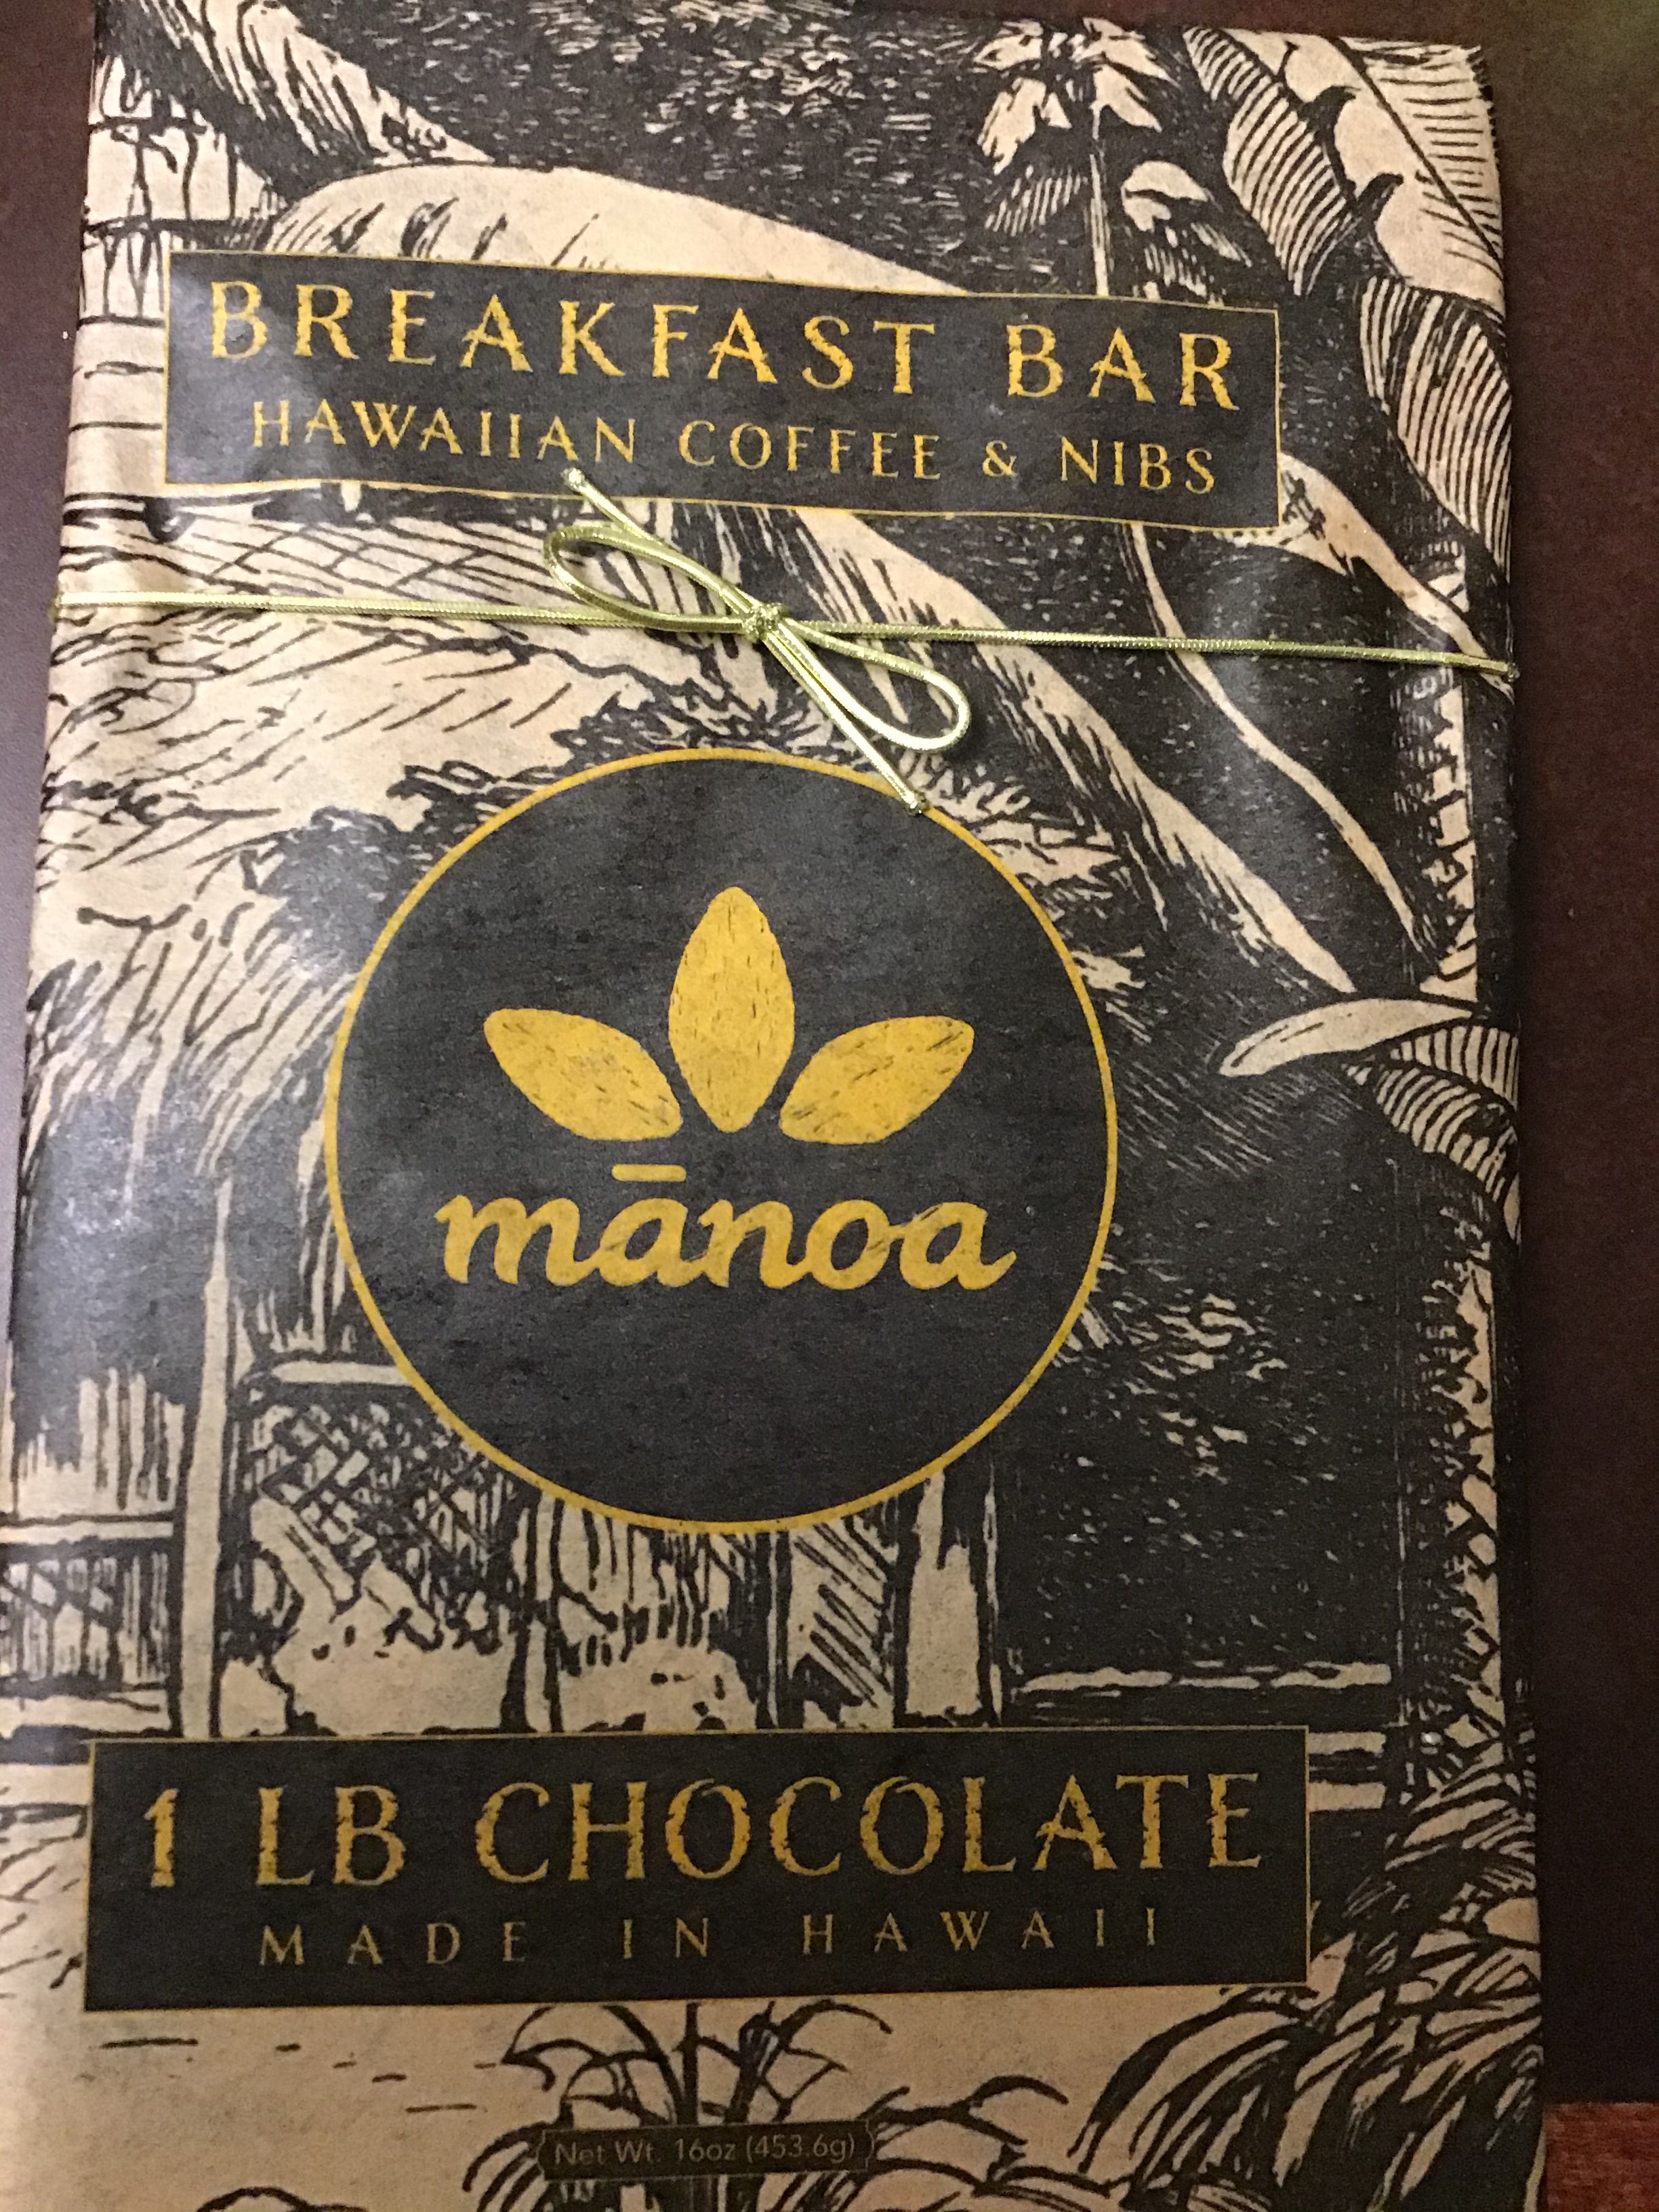 BREAKFAST BAR
HAWAIIAN COFFEE & NIBS
mānoa
1 LB CHOCOLATE
MADE IN HAWAII
Net Wt. 16oz (453.6g)